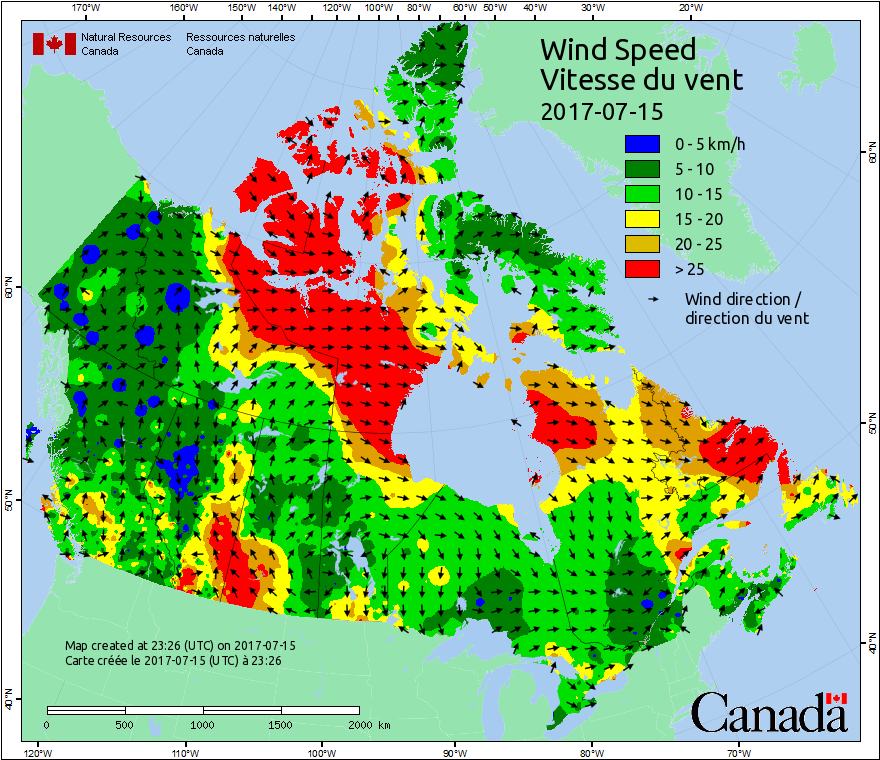 170°W 160°W 150°W 140°W 130°W 120°W 110°W 100°W 90°W 80°W 70°W 60°W 50°W 40°W 30°W 20°W
Natural Resources Canada
Ressources naturelles Canada
Wind Speed
Vitesse du vent
2017-07-15
0 - 5 km/h
5 - 10
10 - 15
15 - 20
20 - 25
> 25
Wind direction /
direction du vent
60°N
50°N
40°N
60°N
50°N
40°N
Map created at 23:26 (UTC) on 2017-07-15
Carte créée le 2017-07-15 (UTC) à 23:26
0 500 1000 1500 2000 km
Canada
120°W 110°W 100°W 90°W 80°W 70°W